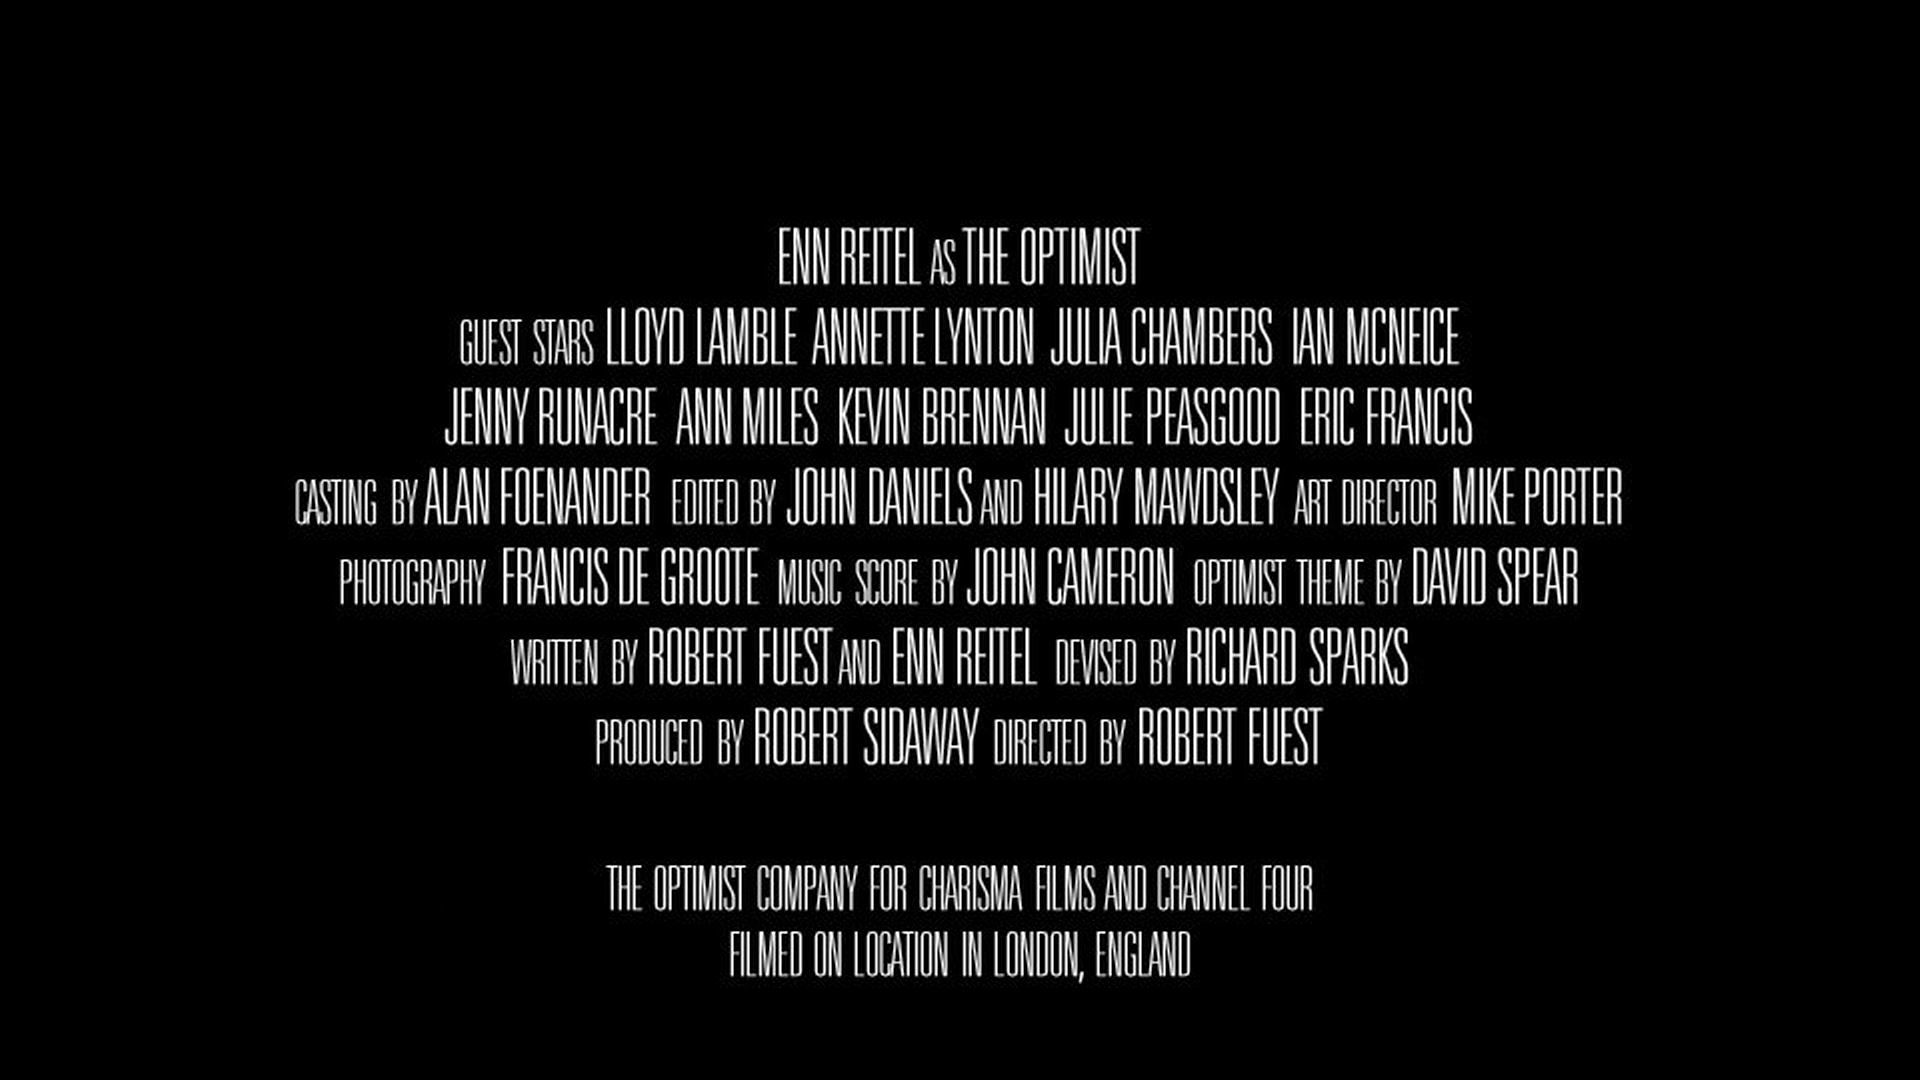 ENN REITEL AS THE OPTIMIST
GUEST STARS LLOYD LAMBLE ANNETTE LYNTON JULIA CHAMBERS IAN MCNEICE
JENNY RUNACRE ANN MILES KEVIN BRENNAN JULIE PEASGOOD ERIC FRANCIS
CASTING BY ALAN FOENANDER EDITED BY JOHN DANIELS AND HILARY MAWDSLEY ART DIRECTOR MIKE PORTER
PHOTOGRAPHY FRANCIS DE GROOTE MUSIC SCORE BY JOHN CAMERON OPTIMIST THEME BY DAVID SPEAR
WRITTEN BY ROBERT FUEST AND ENN REITEL DEVISED BY RICHARD SPARKS
PRODUCED BY ROBERT SIDAWAY DIRECTED BY ROBERT FUEST
THE OPTIMIST COMPANY FOR CHARISMA FILMS AND CHANNEL FOUR
FILMED ON LOCATION IN LONDON, ENGLAND